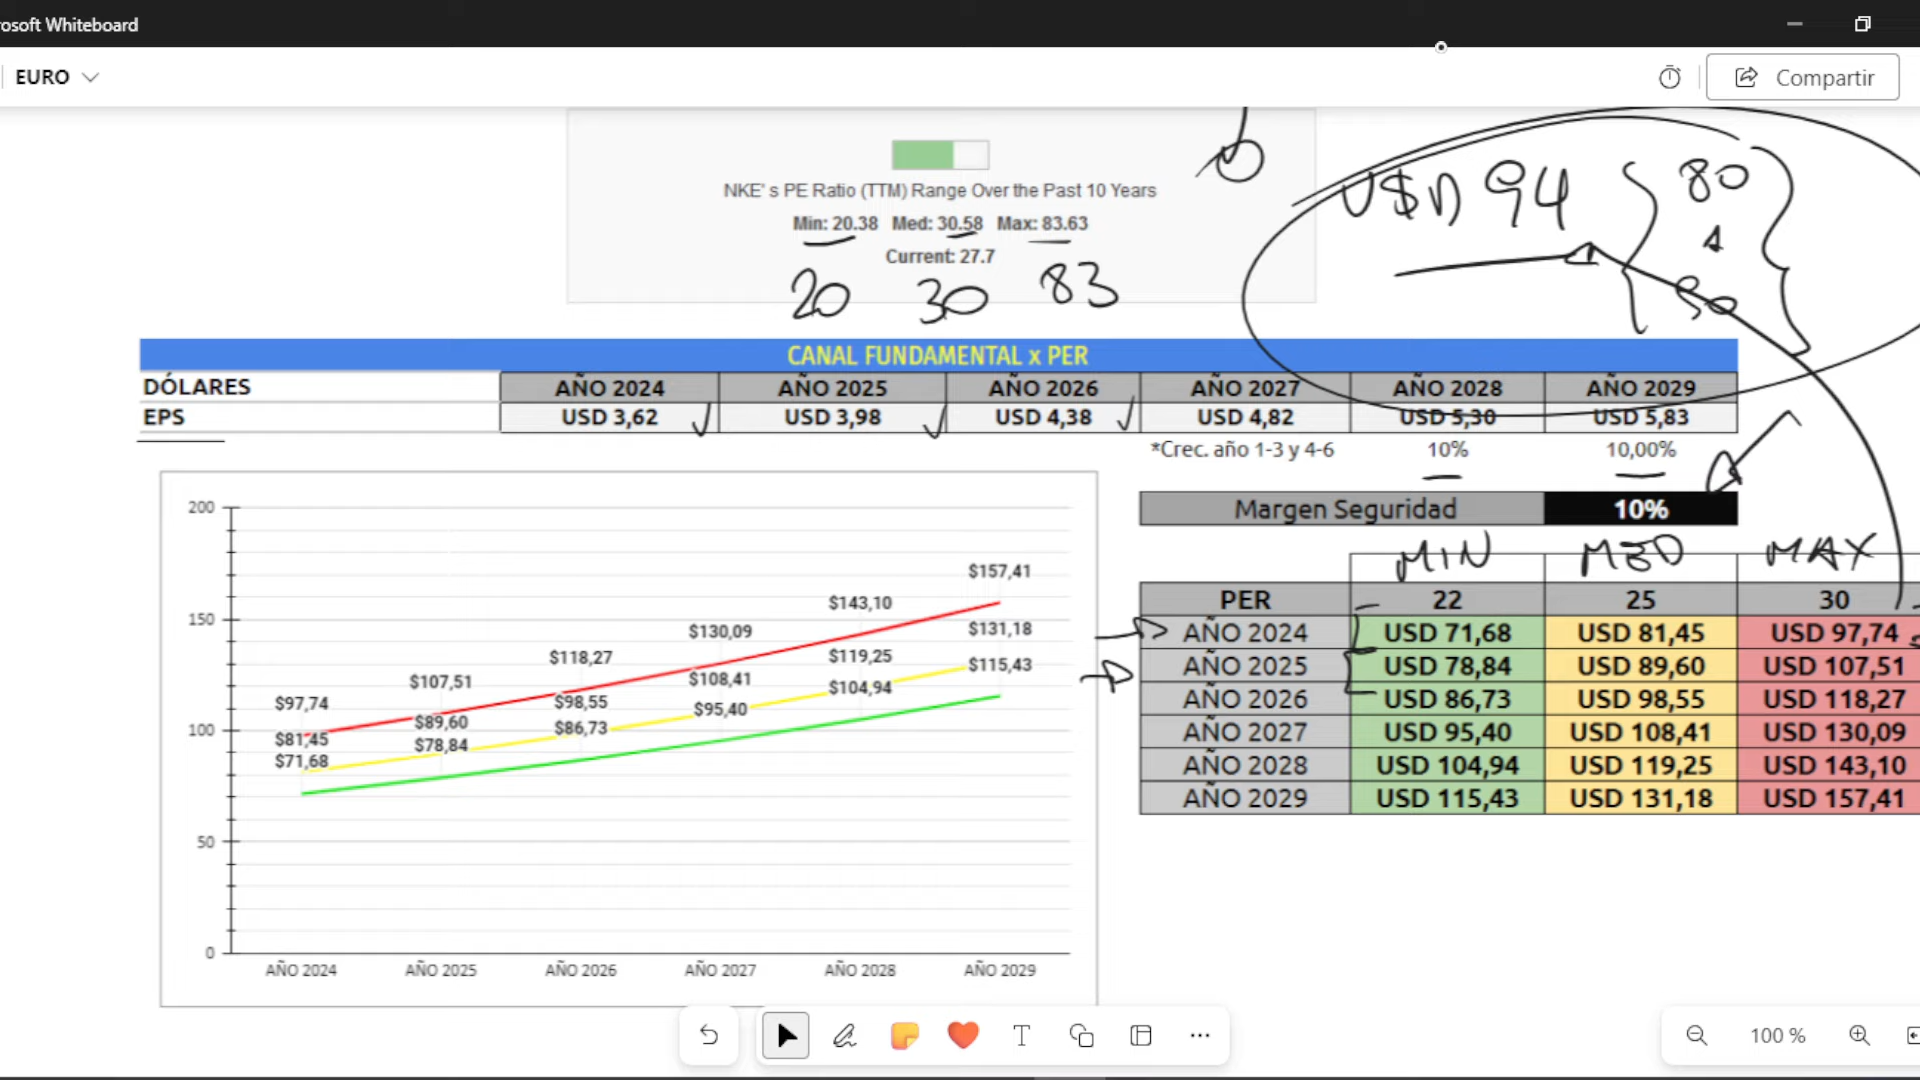 rosoft Whiteboard
EURO
Compartir
NKE' s PE Ratio (TTM) Range Over the Past 10 Years
Min: 20.38 Med: 30.58 Max: 83.63
Current: 27.7
20 30 83
U$D 94
80
CANAL FUNDAMENTAL x PER
DÓLARES AÑO 2024 AÑO 2025 AÑO 2026 AÑO 2027 AÑO 2028 AÑO 2029
EPS USD 3,62 USD 3,98 USD 4,38 USD 4,82 USD 5,30 USD 5,83
*Crec. año 1-3 y 4-6 10% 10,00%
Margen Seguridad 10%
MIN MED MAX
PER 22 25 30
AÑO 2024 USD 71,68 USD 81,45 USD 97,74
AÑO 2025 USD 78,84 USD 89,60 USD 107,51
AÑO 2026 USD 86,73 USD 98,55 USD 118,27
AÑO 2027 USD 95,40 USD 108,41 USD 130,09
AÑO 2028 USD 104,94 USD 119,25 USD 143,10
AÑO 2029 USD 115,43 USD 131,18 USD 157,41
200
150
100
50
0
$97,74 $107,51 $118,27 $130,09 $143,10 $157,41
$81,45 $89,60 $98,55 $108,41 $119,25 $131,18
$71,68 $78,84 $86,73 $95,40 $104,94 $115,43
AÑO 2024 AÑO 2025 AÑO 2026 AÑO 2027 AÑO 2028 AÑO 2029
100 %